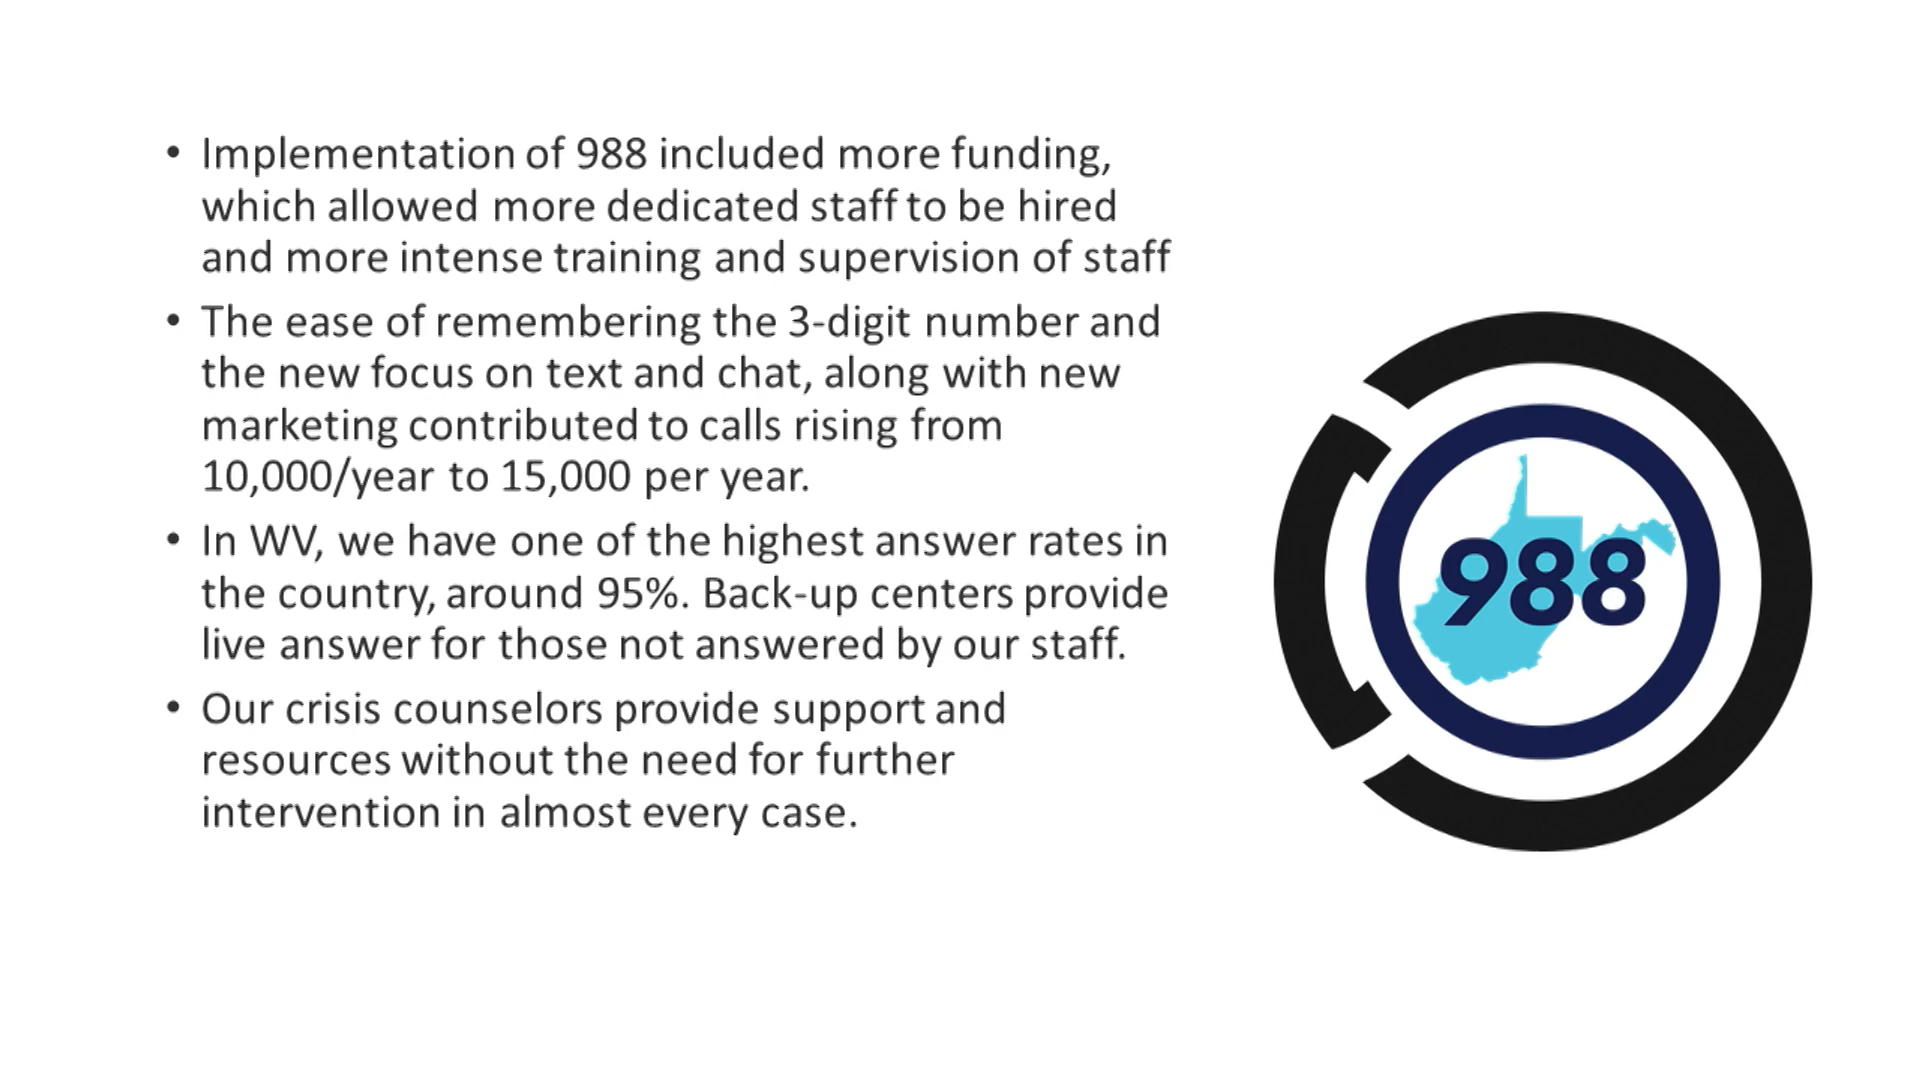 • Implementation of 988 included more funding,
which allowed more dedicated staff to be hired
and more intense training and supervision of staff
• The ease of remembering the 3-digit number and
the new focus on text and chat, along with new
marketing contributed to calls rising from
10,000/year to 15,000 per year.
• In WV, we have one of the highest answer rates in
the country, around 95%. Back-up centers provide
live answer for those not answered by our staff.
• Our crisis counselors provide support and
resources without the need for further
intervention in almost every case.
988